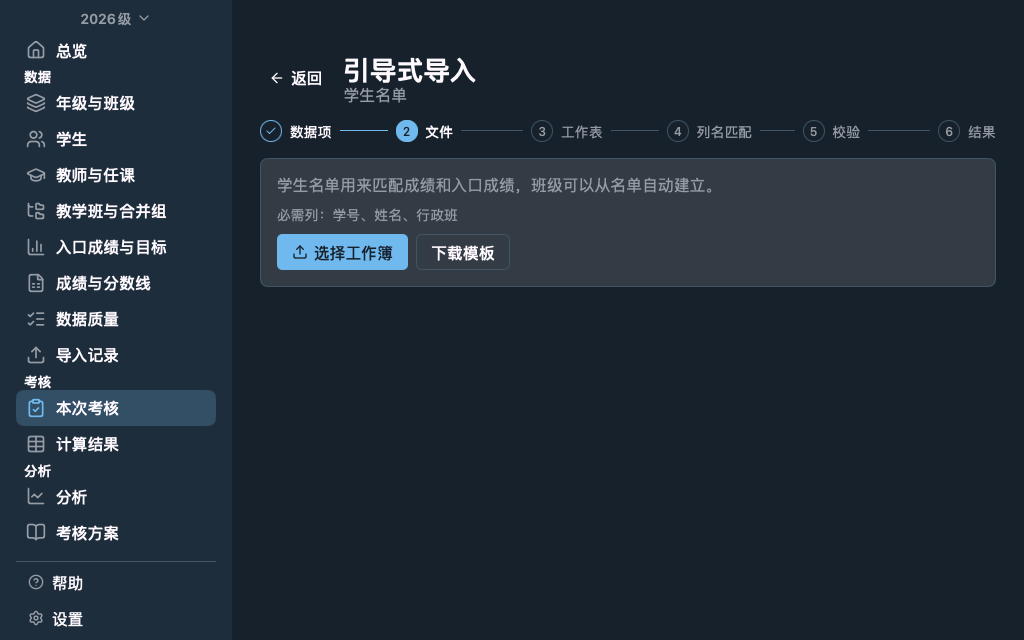 2026级
总览
数据
年级与班级
学生
教师与任课
教学班与合并组
入口成绩与目标
成绩与分数线
数据质量
导入记录
考核
本次考核
计算结果
分析
分析
考核方案
帮助
设置
返回
引导式导入
学生名单
数据项
2 文件
3 工作表
4 列名匹配
5 校验
6 结果
学生名单用来匹配成绩和入口成绩，班级可以从名单自动建立。
必需列：学号、姓名、行政班
选择工作簿
下载模板